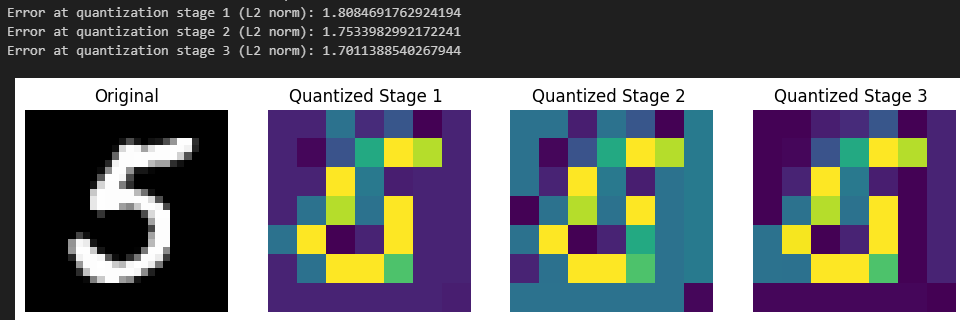 Error at quantization stage 1 (L2 norm): 1.8084691762924194
Error at quantization stage 2 (L2 norm): 1.7533982992172241
Error at quantization stage 3 (L2 norm): 1.7011388540267944
Original Quantized Stage 1 Quantized Stage 2 Quantized Stage 3
5